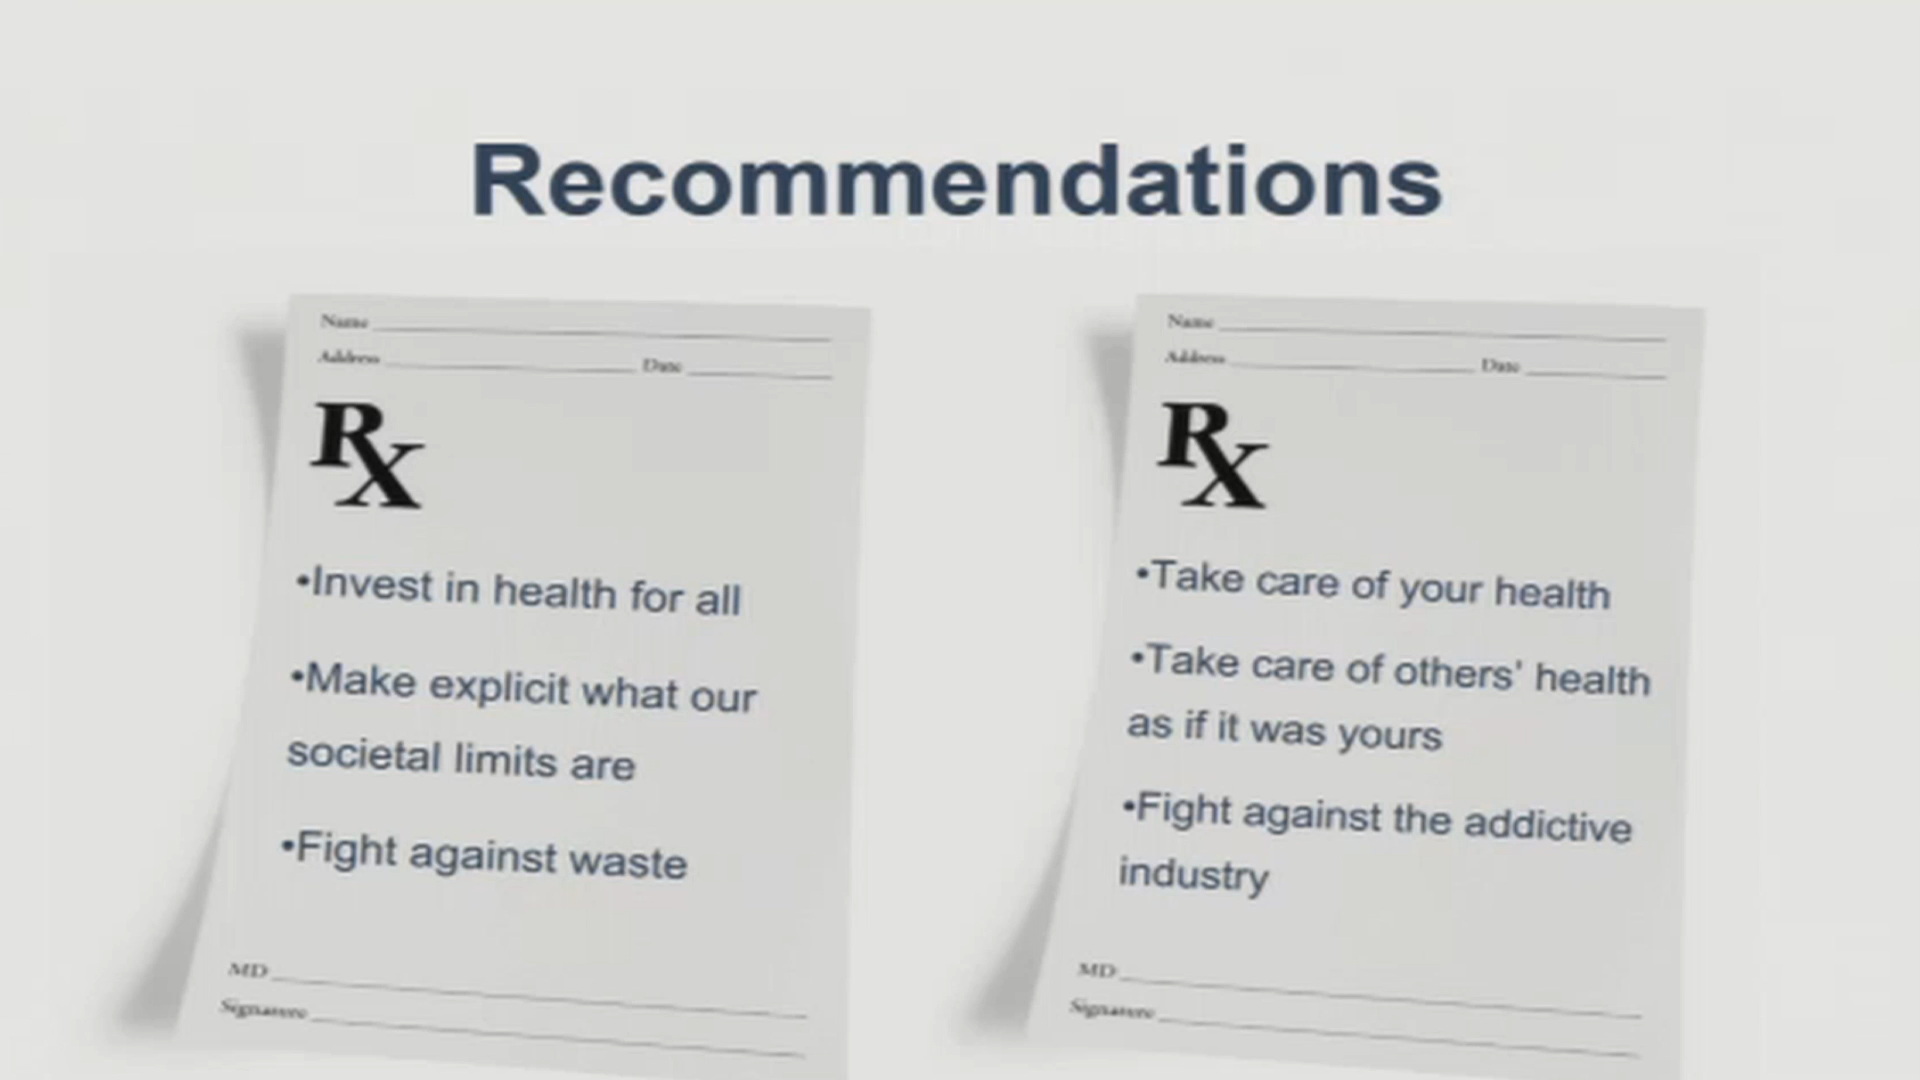 Recommendations
Name
Address Date
Rx
•Invest in health for all
•Make explicit what our
societal limits are
•Fight against waste
MD
Signature
Name
Address Date
Rx
•Take care of your health
•Take care of others' health
as if it was yours
•Fight against the addictive
industry
MD
Signature